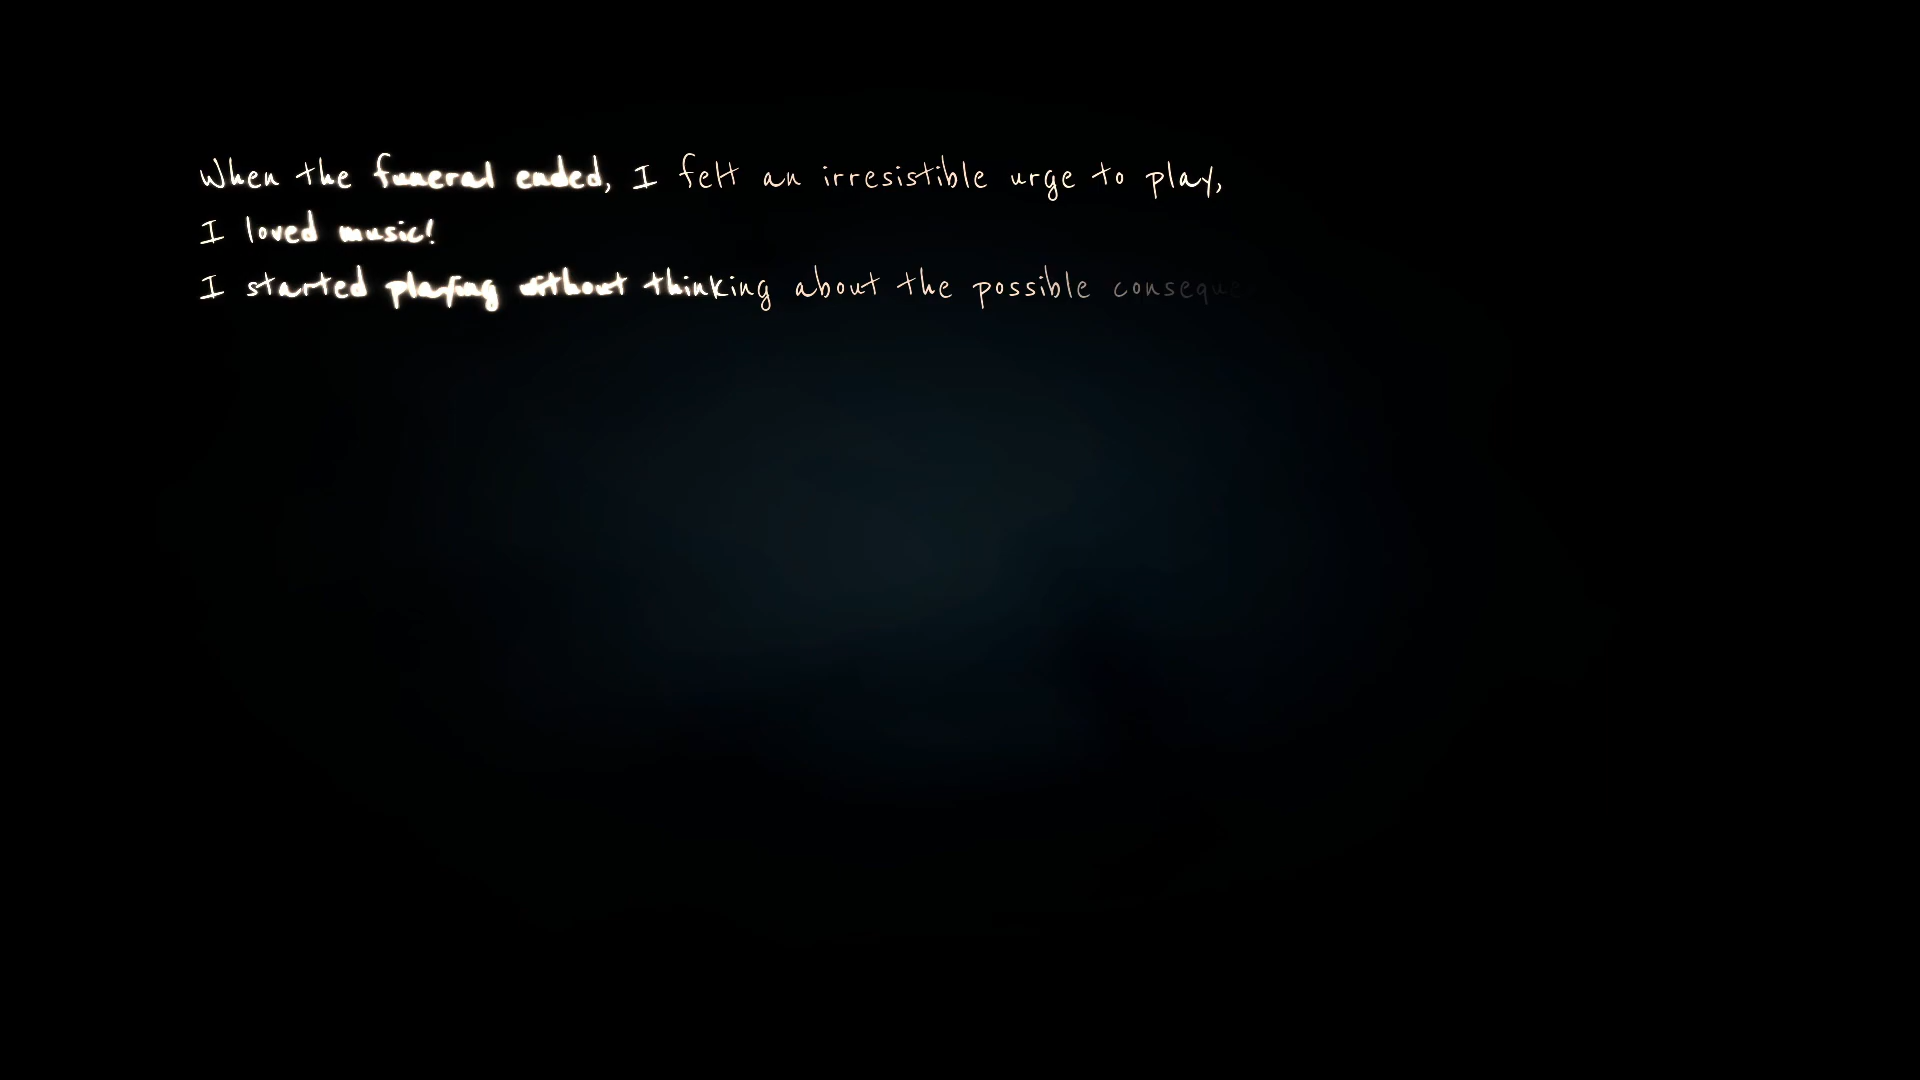 When the funeral ended, I felt an irresistible urge to play,
I loved music!
I started playing without thinking about the possible conseque